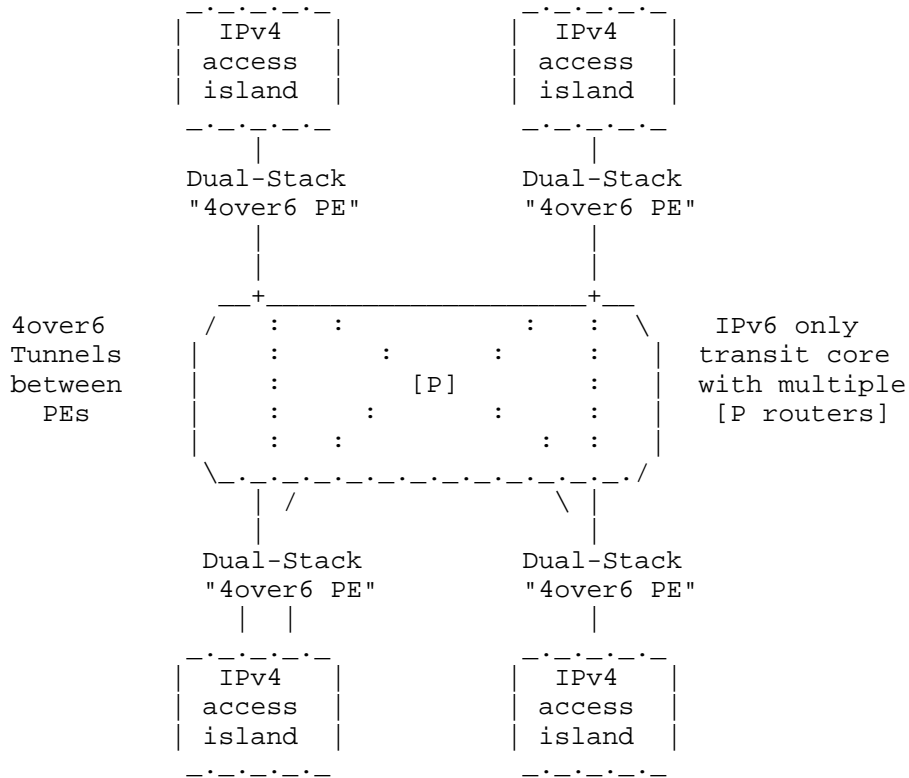 IPv4 IPv4
access access
island island
Dual-Stack Dual-Stack
"4over6 PE" "4over6 PE"
4over6 IPv6 only
Tunnels transit core
between [P] with multiple
PEs [P routers]
Dual-Stack Dual-Stack
"4over6 PE" "4over6 PE"
IPv4 IPv4
access access
island island